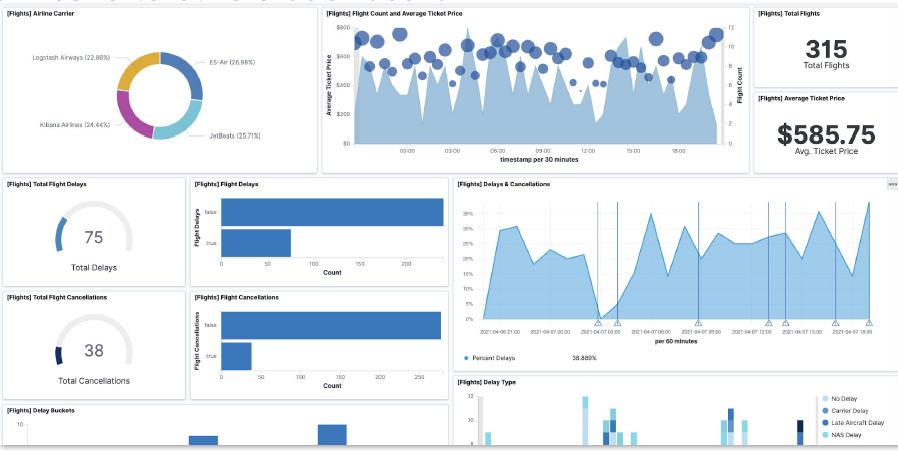 [Flights] Airline Carrier
Logstash Airways (22.86%)
ES-Air (26.98%)
Kibana Airlines (24.44%)
JetBeats (25.71%)
[Flights] Flight Count and Average Ticket Price
Average Ticket Price
$800
$600
$400
$200
$0
12
10
8
6
4
2
0
Flight Count
00:00 03:00 06:00 09:00 12:00 15:00 18:00
timestamp per 30 minutes
[Flights] Total Flights
315
Total Flights
[Flights] Average Ticket Price
$585.75
Avg. Ticket Price
[Flights] Total Flight Delays
75
Total Delays
[Flights] Flight Delays
Flight Delays
false
true
0 50 100 150 200
Count
[Flights] Delays & Cancellations
35%
30%
25%
20%
15%
10%
5%
0%
2021-04-06 21:00 2021-04-07 00:00 2021-04-07 03:00 2021-04-07 06:00 2021-04-07 09:00 2021-04-07 12:00 2021-04-07 15:00 2021-04-07 18:00
per 60 minutes
Percent Delays 38.889%
[Flights] Total Flight Cancellations
38
Total Cancellations
[Flights] Flight Cancellations
Flight Cancellations
false
true
0 50 100 150 200 250
Count
[Flights] Delay Buckets
10
[Flights] Delay Type
12
10
8
No Delay
Carrier Delay
Late Aircraft Delay
NAS Delay